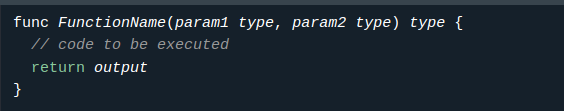 func FunctionName(param1 type, param2 type) type {
  // code to be executed
  return output
}